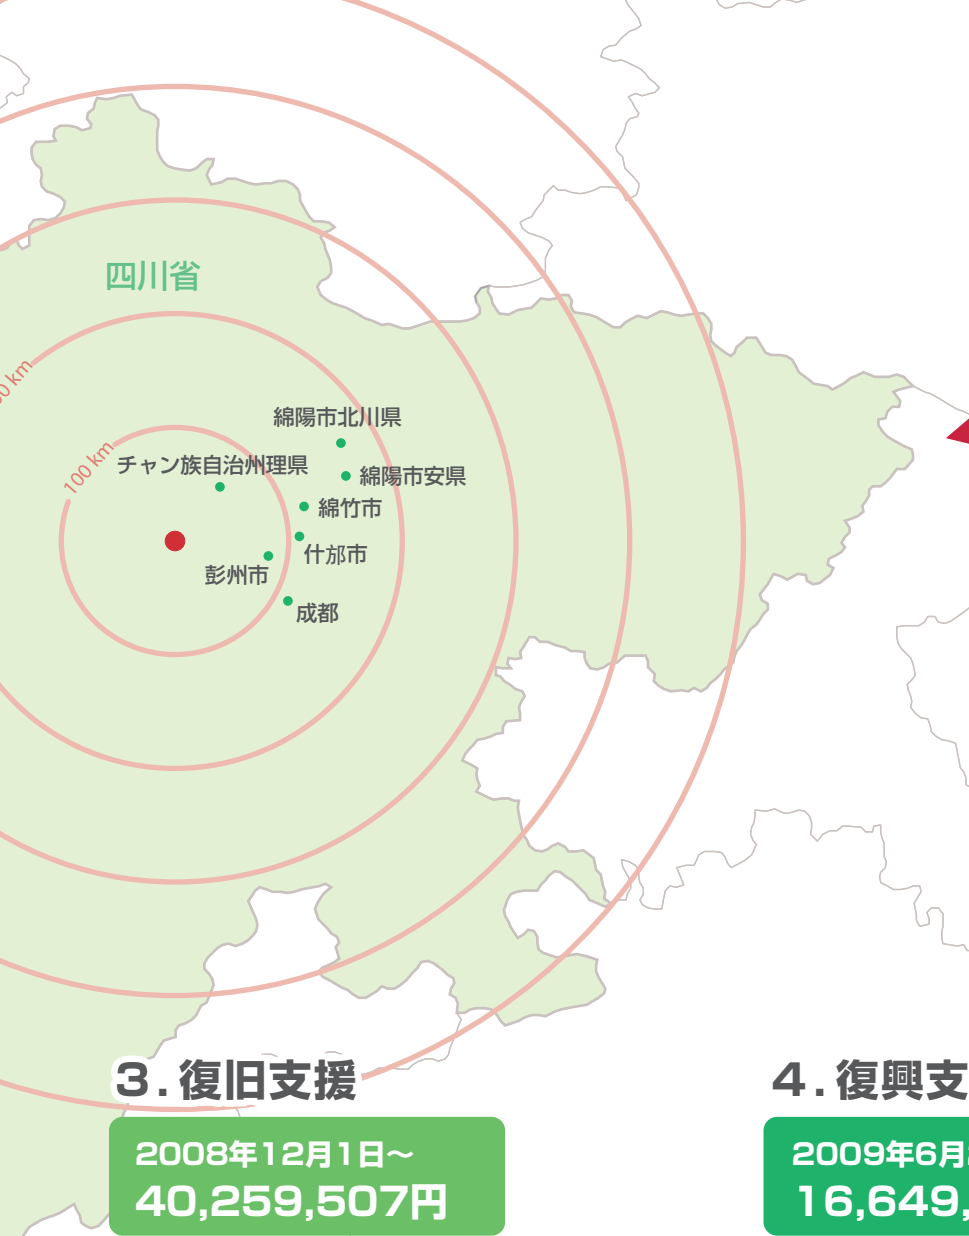 四川省
0 km
100 km
綿陽市北川県
チャン族自治州理県
綿陽市安県
綿竹市
什邡市
彭州市
成都
3.復旧支援
2008年12月1日～
40,259,507円
4.復興支
2009年6月
16,649,